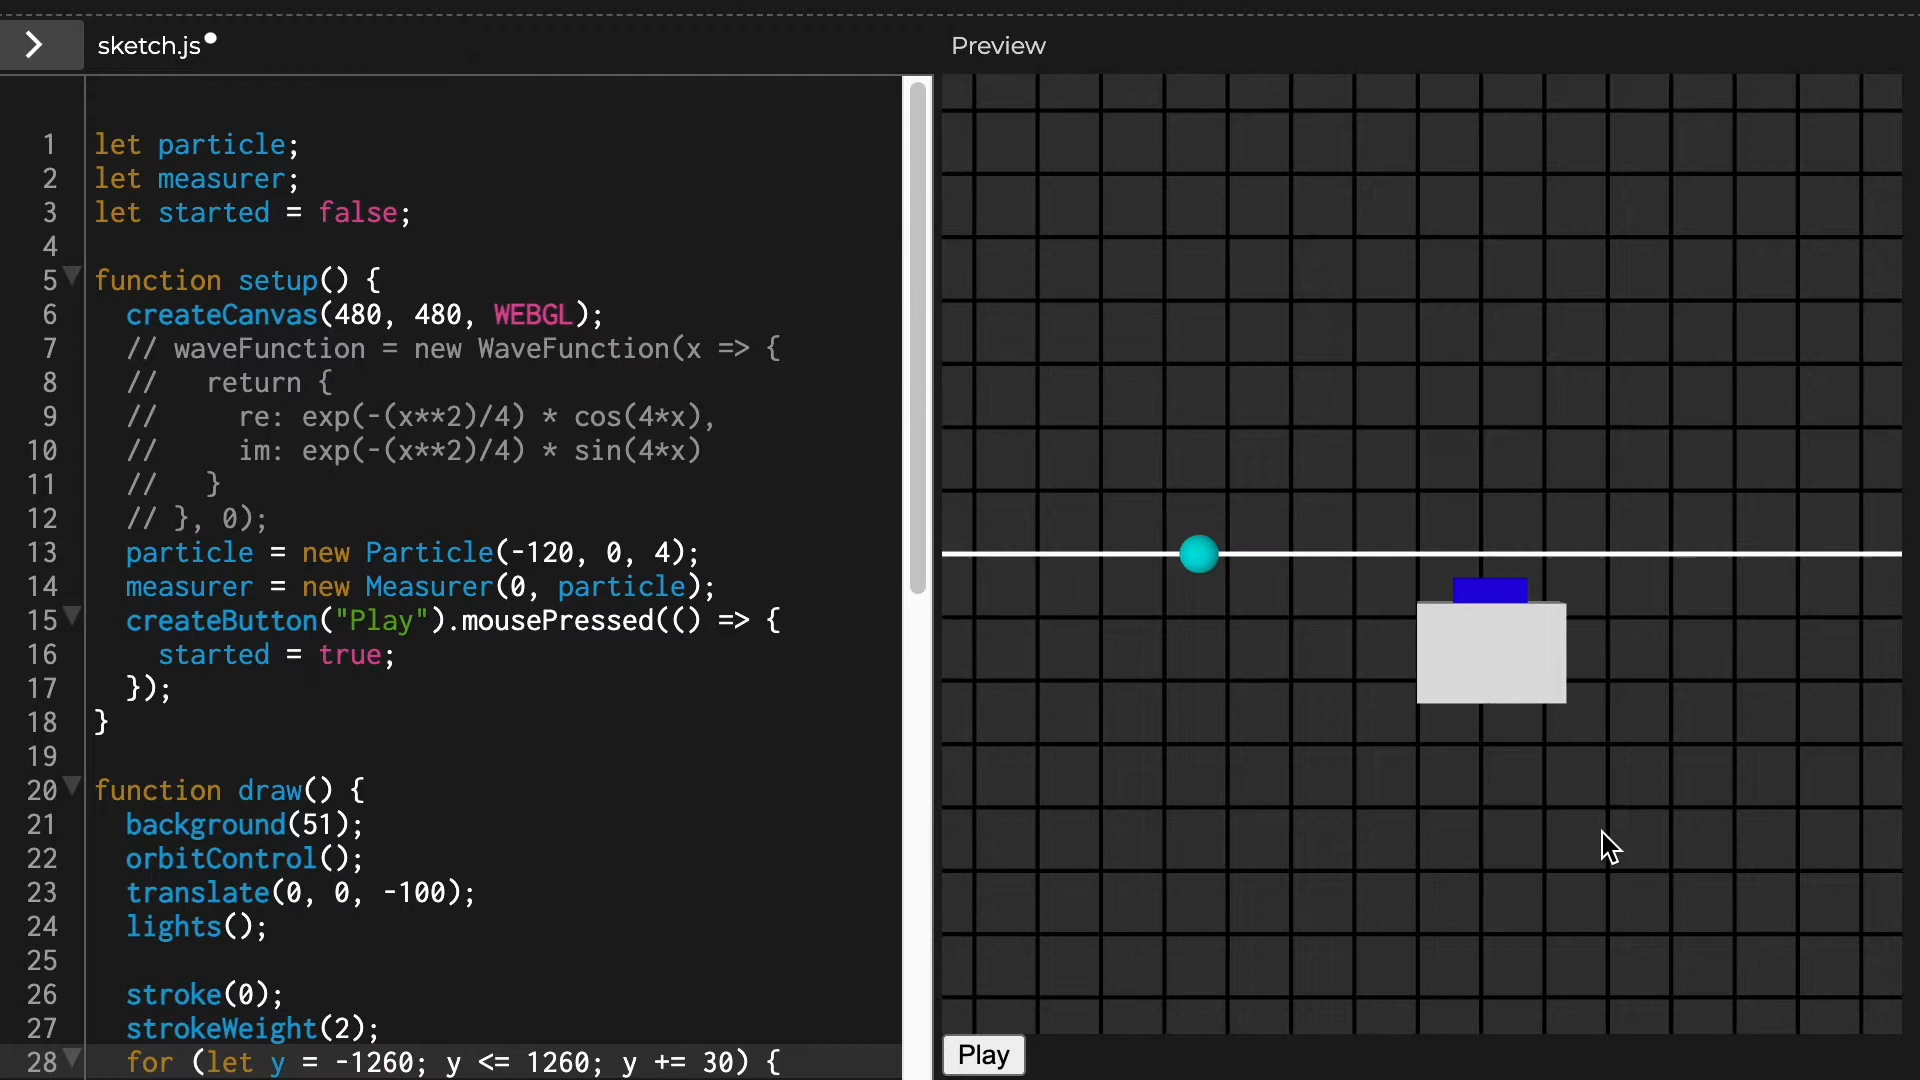 sketch.js
Preview
1 let particle;
2 let measurer;
3 let started = false;
4
5 function setup() {
6 createCanvas(480, 480, WEBGL);
7 // waveFunction = new WaveFunction(x => {
8 // return {
9 // re: exp(-(x**2)/4) * cos(4*x),
10 // im: exp(-(x**2)/4) * sin(4*x)
11 // }
12 // }, 0);
13 particle = new Particle(-120, 0, 4);
14 measurer = new Measurer(0, particle);
15 createButton("Play").mousePressed(() => {
16 started = true;
17 });
18 }
19
20 function draw() {
21 background(51);
22 orbitControl();
23 translate(0, 0, -100);
24 lights();
25
26 stroke(0);
27 strokeWeight(2);
28 for (let y = -1260; y <= 1260; y += 30) {
Play